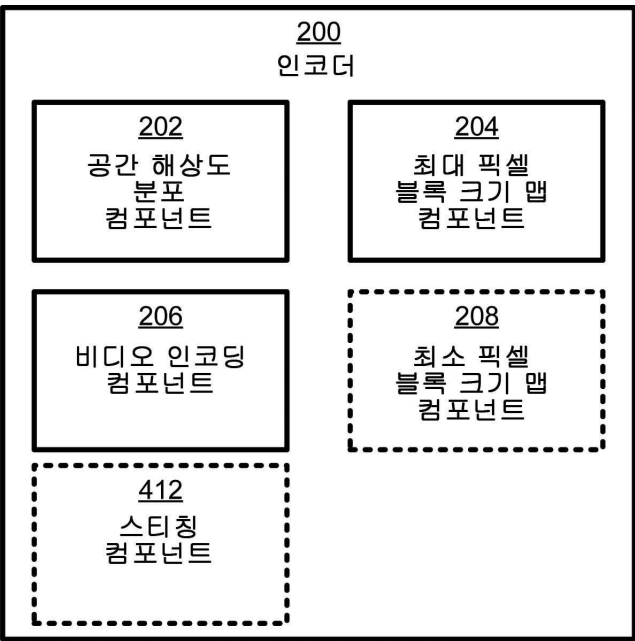 200
인코더
202
공간 해상도
분포
컴포넌트
204
최대 픽셀
블록 크기 맵
컴포넌트
206
비디오 인코딩
컴포넌트
208
최소 픽셀
블록 크기 맵
컴포넌트
412
스티칭
컴포넌트